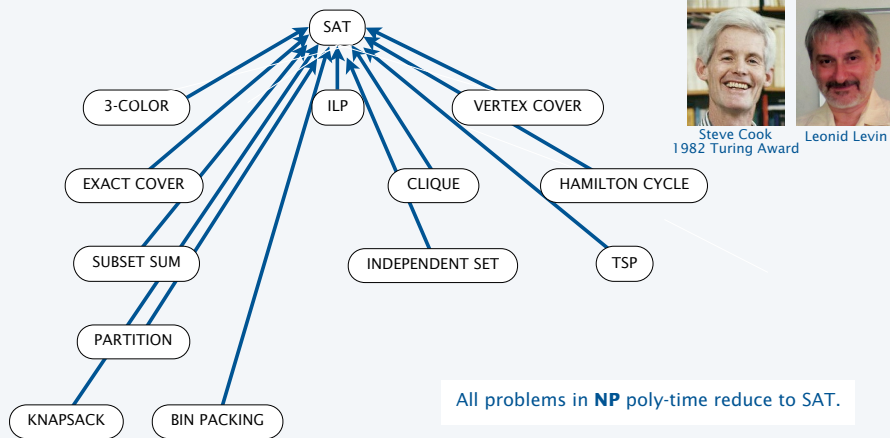 SAT
3-COLOR
ILP
VERTEX COVER
Steve Cook
1982 Turing Award
Leonid Levin
EXACT COVER
CLIQUE
HAMILTON CYCLE
SUBSET SUM
INDEPENDENT SET
TSP
PARTITION
All problems in NP poly-time reduce to SAT.
KNAPSACK
BIN PACKING